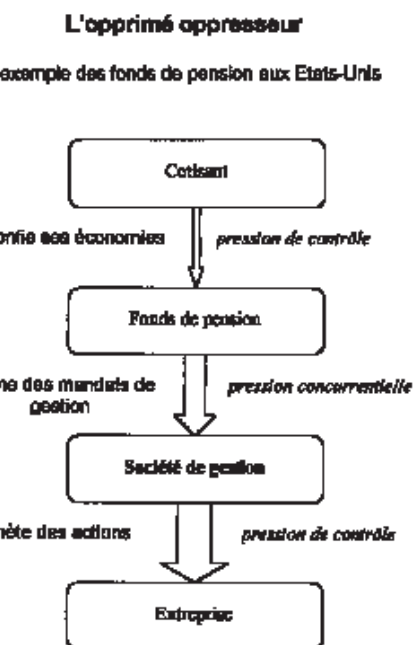 L'opprimé oppresseur
exemple des fonds de pension aux Etats-Unis
Cotisant
onfie ses économies
pression de contrôle
Fonds de pension
ne des mandats de
gestion
pression concurrentielle
Société de gestion
hète des actions
pression de contrôle
Entreprise